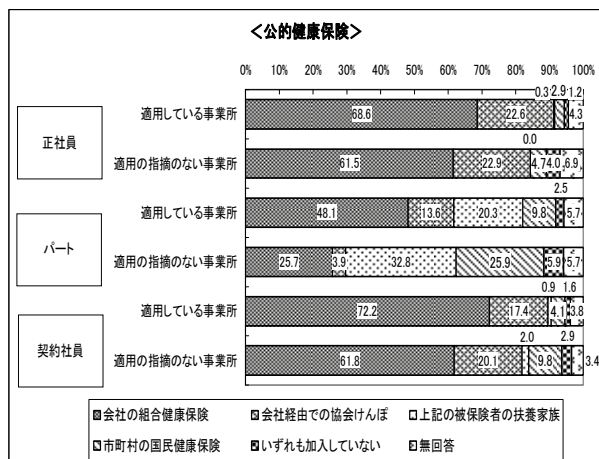 ＜公的健康保険＞
0% 10% 20% 30% 40% 50% 60% 70% 80% 90% 100%
0.3 2.9 1.2
正社員
適用している事業所 68.6 22.6 4.3
0.0
適用の指摘のない事業所 61.5 22.9 4.7 4.0 6.9
2.5
パート
適用している事業所 48.1 13.6 20.3 9.8 5.7
適用の指摘のない事業所 25.7 3.9 32.8 25.9 5.9 5.7
0.9 1.6
契約社員
適用している事業所 72.2 17.4 4.1 3.8
2.0 2.9
適用の指摘のない事業所 61.8 20.1 9.8 3.4
会社の組合健康保険 会社経由での協会けんぽ 上記の被保険者の扶養家族
市町村の国民健康保険 いずれも加入していない 無回答